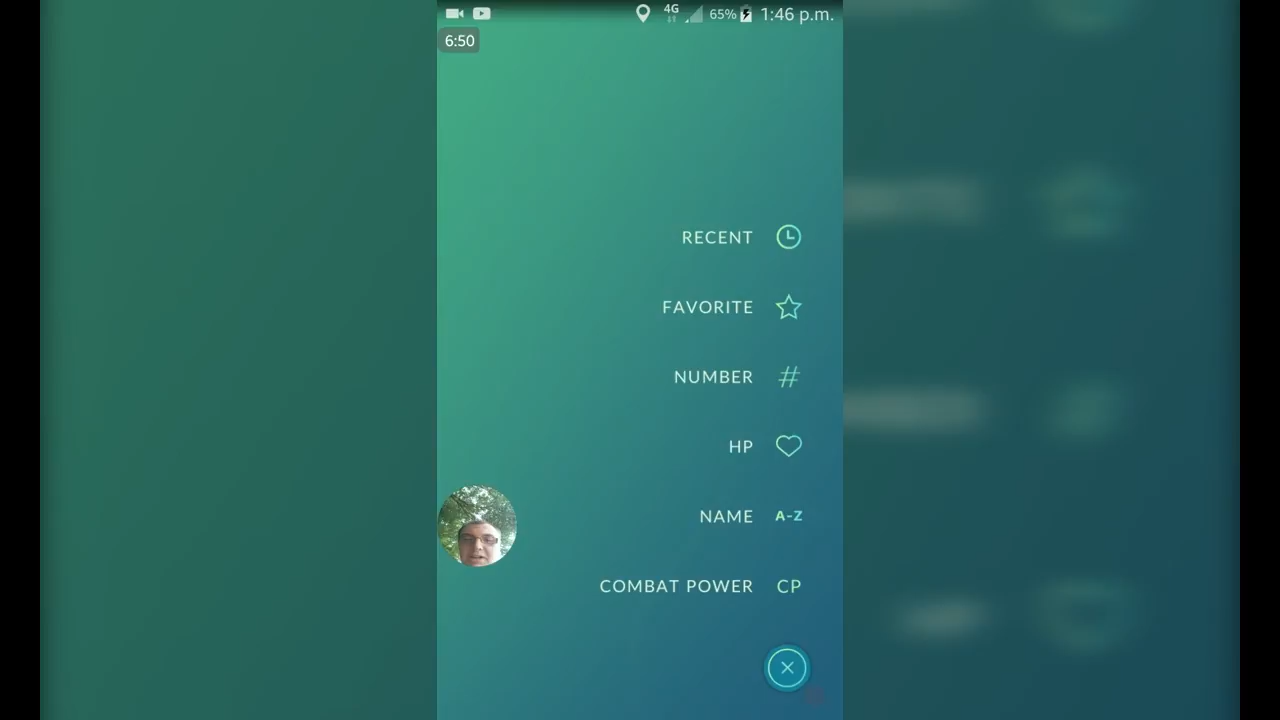 4G
65%
1:46 p.m.
6:50
RECENT
FAVORITE
NUMBER
#
HP
NAME
A-Z
COMBAT POWER
CP